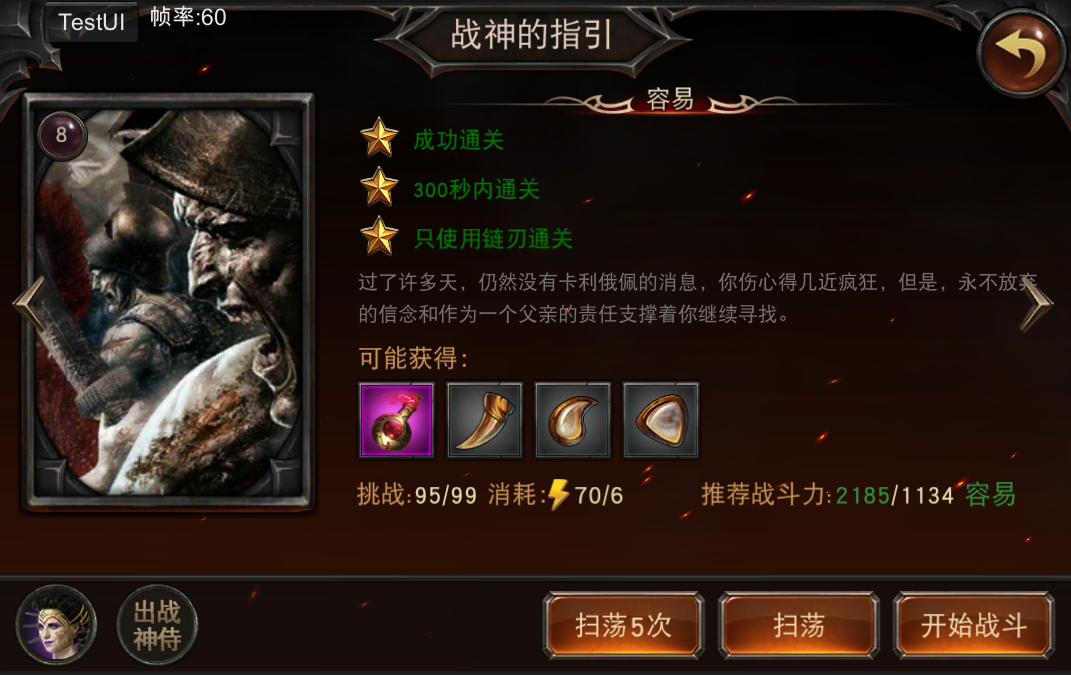 TestUI
帧率:60
战神的指引
容易
8
成功通关
300秒内通关
只使用链刃通关
过了许多天，仍然没有卡利俄佩的消息，你伤心得几近疯狂，但是，永不放弃
的信念和作为一个父亲的责任支撑着你继续寻找。
可能获得:
挑战:95/99 消耗:70/6 推荐战斗力:2185/1134 容易
出战
神侍
扫荡5次
扫荡
开始战斗